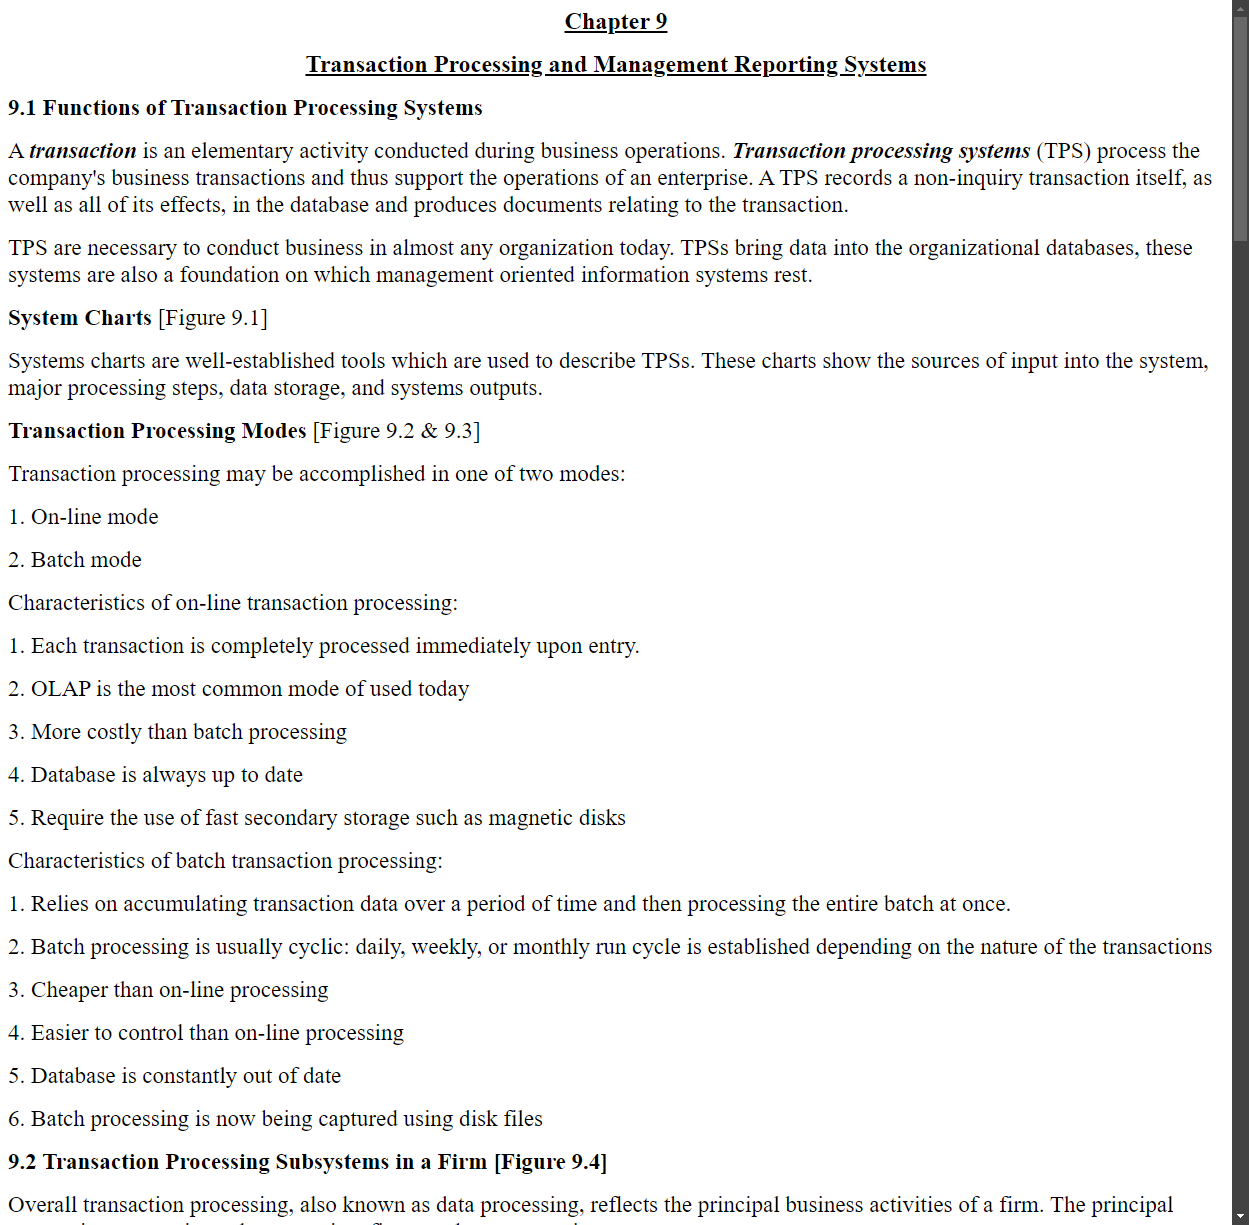 Chapter 9
Transaction Processing and Management Reporting Systems
9.1 Functions of Transaction Processing Systems
A transaction is an elementary activity conducted during business operations. Transaction processing systems (TPS) process the
company's business transactions and thus support the operations of an enterprise. A TPS records a non-inquiry transaction itself, as
well as all of its effects, in the database and produces documents relating to the transaction.
TPS are necessary to conduct business in almost any organization today. TPSs bring data into the organizational databases, these
systems are also a foundation on which management oriented information systems rest.
System Charts [Figure 9.1]
Systems charts are well-established tools which are used to describe TPSs. These charts show the sources of input into the system,
major processing steps, data storage, and systems outputs.
Transaction Processing Modes [Figure 9.2 & 9.3]
Transaction processing may be accomplished in one of two modes:
1. On-line mode
2. Batch mode
Characteristics of on-line transaction processing:
1. Each transaction is completely processed immediately upon entry.
2. OLAP is the most common mode of used today
3. More costly than batch processing
4. Database is always up to date
5. Require the use of fast secondary storage such as magnetic disks
Characteristics of batch transaction processing:
1. Relies on accumulating transaction data over a period of time and then processing the entire batch at once.
2. Batch processing is usually cyclic: daily, weekly, or monthly run cycle is established depending on the nature of the transactions
3. Cheaper than on-line processing
4. Easier to control than on-line processing
5. Database is constantly out of date
6. Batch processing is now being captured using disk files
9.2 Transaction Processing Subsystems in a Firm [Figure 9.4]
Overall transaction processing, also known as data processing, reflects the principal business activities of a firm. The principal